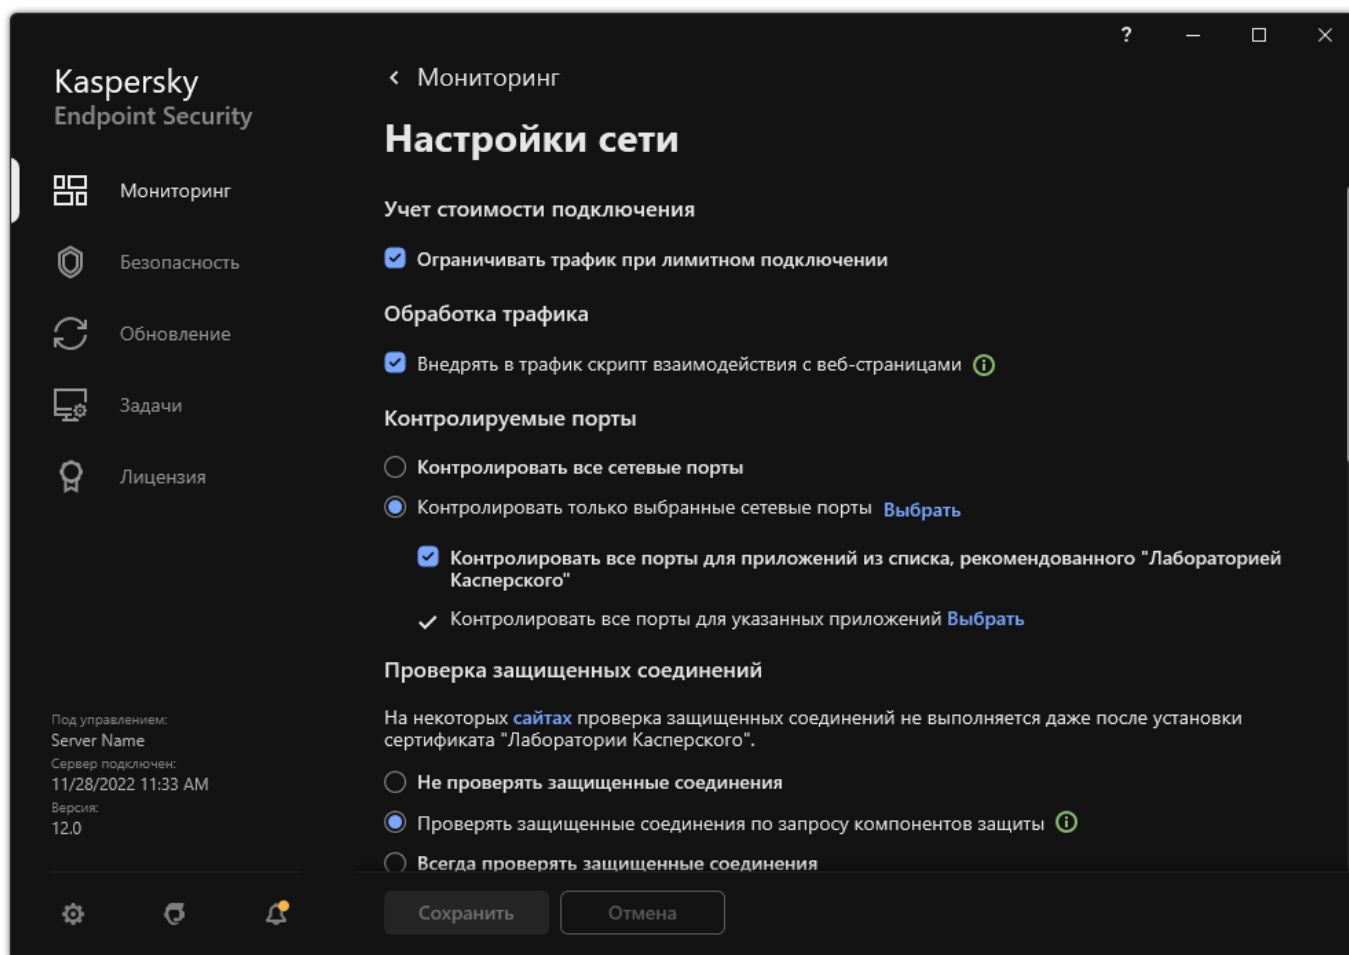 ?
Kaspersky
Endpoint Security
Мониторинг
Безопасность
Обновление
Задачи
Лицензия
Под управлением:
Server Name
Сервер подключен:
11/28/2022 11:33 AM
Версия:
12.0
Мониторинг
Настройки сети
Учет стоимости подключения
Ограничивать трафик при лимитном подключении
Обработка трафика
Внедрять в трафик скрипт взаимодействия с веб-страницами
Контролируемые порты
Контролировать все сетевые порты
Контролировать только выбранные сетевые порты Выбрать
Контролировать все порты для приложений из списка, рекомендованного "Лабораторией
Касперского"
Контролировать все порты для указанных приложений Выбрать
Проверка защищенных соединений
На некоторых сайтах проверка защищенных соединений не выполняется даже после установки
сертификата "Лаборатории Касперского".
Не проверять защищенные соединения
Проверять защищенные соединения по запросу компонентов защиты
Всегда проверять защищенные соединения
Сохранить
Отмена